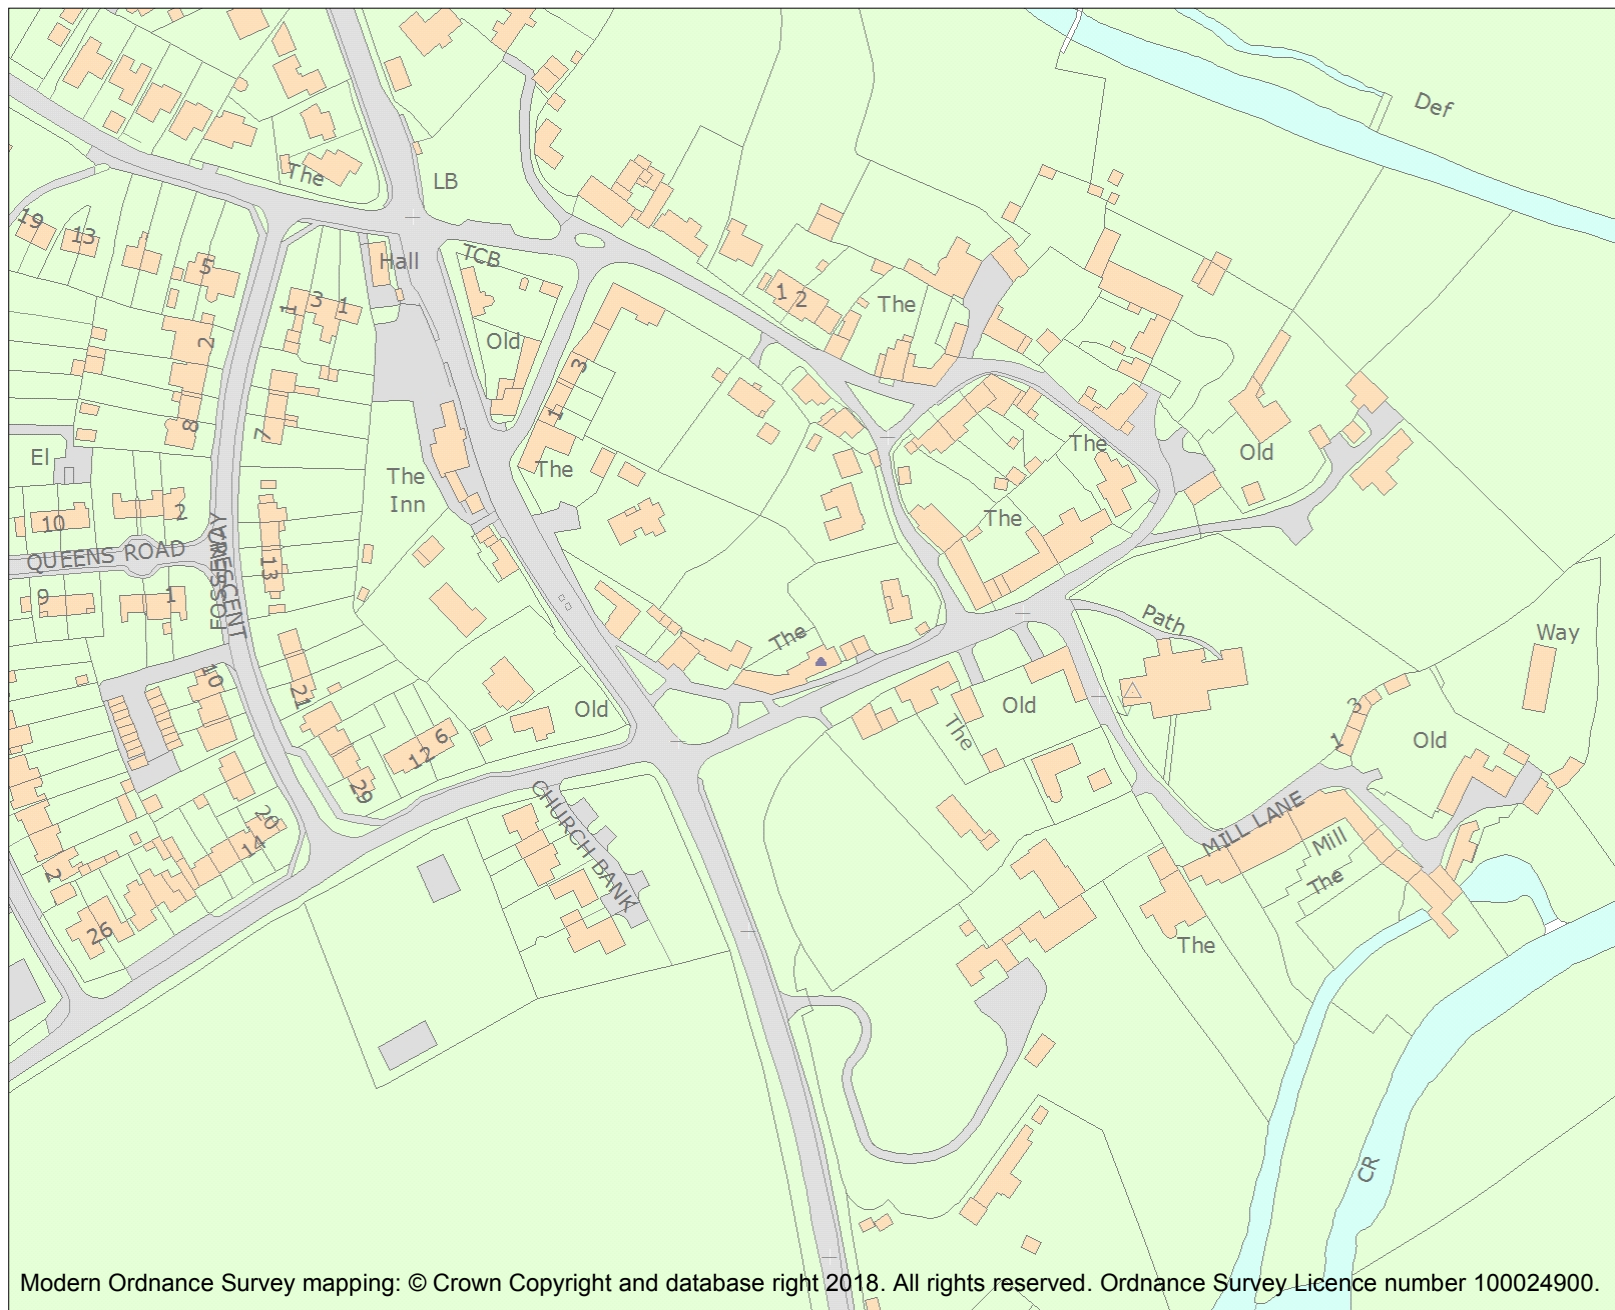 Def
The
LB
19
13
5
Hall
TCB
1
3
1
1 2
The
2
Old
3
8
7
1
The
The
Old
El
The
Inn
10
2
The
QUEENS ROAD
FOSSEWAY
CRESCENT
13
9
1
Path
Way
The
10
21
Old
The
Old
3
1
Old
12
6
29
CHURCH BANK
20
14
MILL LANE
Mill
The
2
26
The
CR
Modern Ordnance Survey mapping: © Crown Copyright and database right 2018. All rights reserved. Ordnance Survey Licence number 100024900.